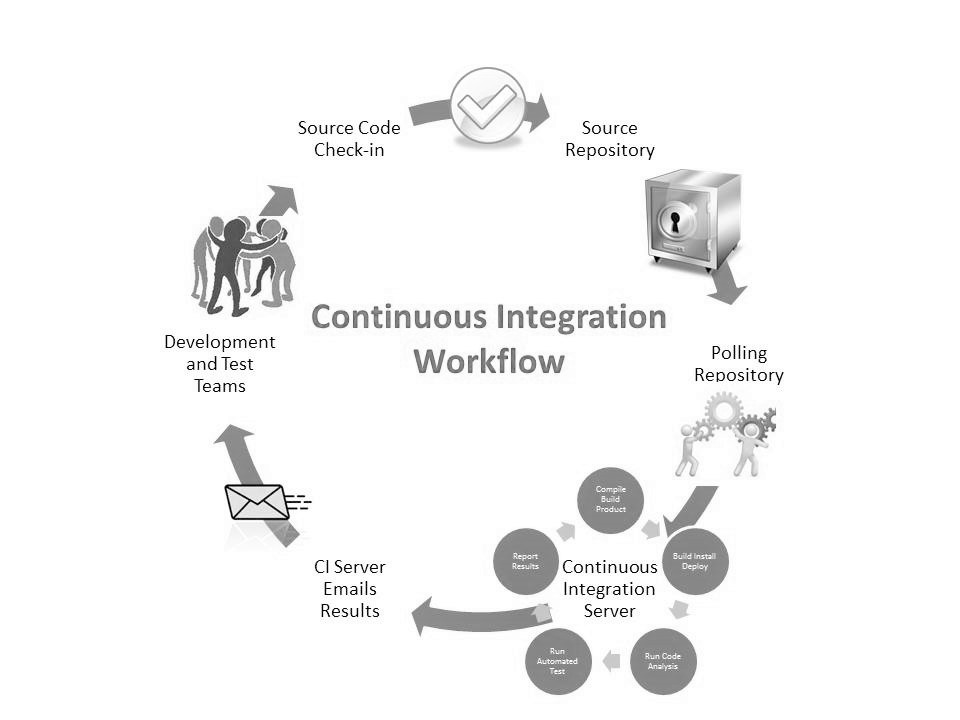 Source Code
Check-in
Source
Repository
Continuous Integration
Workflow
Development
and Test
Teams
Polling
Repository
Compile
Build
Product
Build Install
Deploy
Run Code
Analysis
Run
Automated
Test
Report
Results
Continuous
Integration
Server
CI Server
Emails
Results